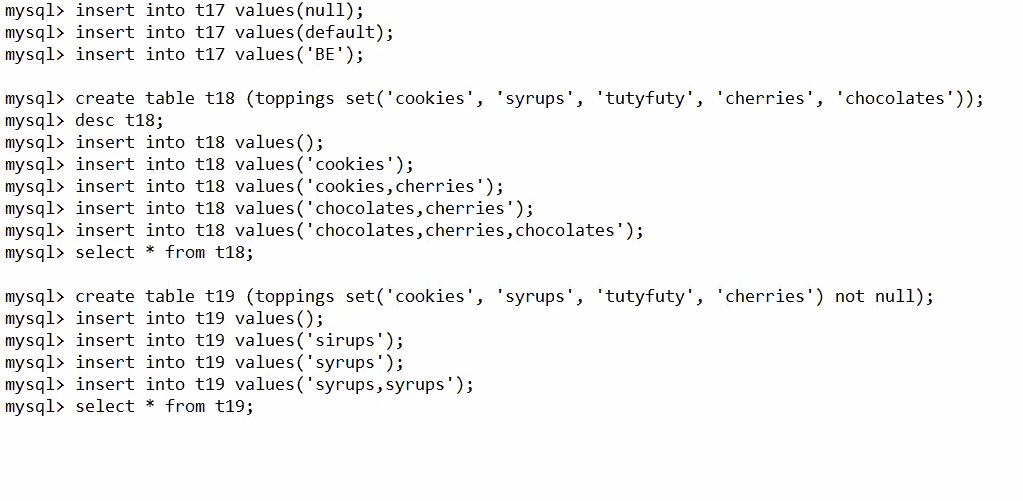 mysql> insert into t17 values(null);
mysql> insert into t17 values(default);
mysql> insert into t17 values('BE');
mysql> create table t18 (toppings set('cookies', 'syrups', 'tutyfuty', 'cherries', 'chocolates'));
mysql> desc t18;
mysql> insert into t18 values();
mysql> insert into t18 values('cookies');
mysql> insert into t18 values('cookies,cherries');
mysql> insert into t18 values('chocolates,cherries');
mysql> insert into t18 values('chocolates,cherries,chocolates');
mysql> select * from t18;
mysql> create table t19 (toppings set('cookies', 'syrups', 'tutyfuty', 'cherries') not null);
mysql> insert into t19 values();
mysql> insert into t19 values('sirups');
mysql> insert into t19 values('syrups');
mysql> insert into t19 values('syrups,syrups');
mysql> select * from t19;